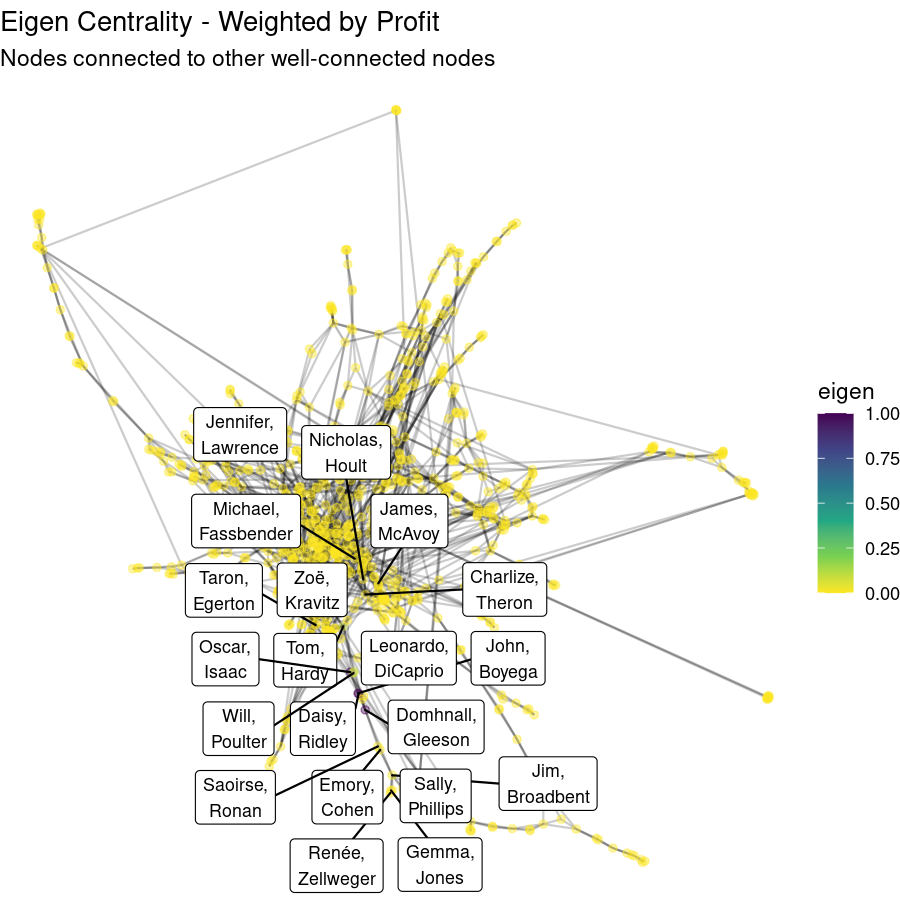 Eigen Centrality - Weighted by Profit
Nodes connected to other well-connected nodes
eigen
1.00
0.75
0.50
0.25
0.00
Jennifer,
Lawrence
Nicholas,
Hoult
Michael,
Fassbender
James,
McAvoy
Taron,
Egerton
Zoë,
Kravitz
Charlize,
Theron
Oscar,
Isaac
Tom,
Hardy
Leonardo,
DiCaprio
John,
Boyega
Will,
Poulter
Daisy,
Ridley
Domhnall,
Gleeson
Saoirse,
Ronan
Emory,
Cohen
Sally,
Phillips
Jim,
Broadbent
Renée,
Zellweger
Gemma,
Jones